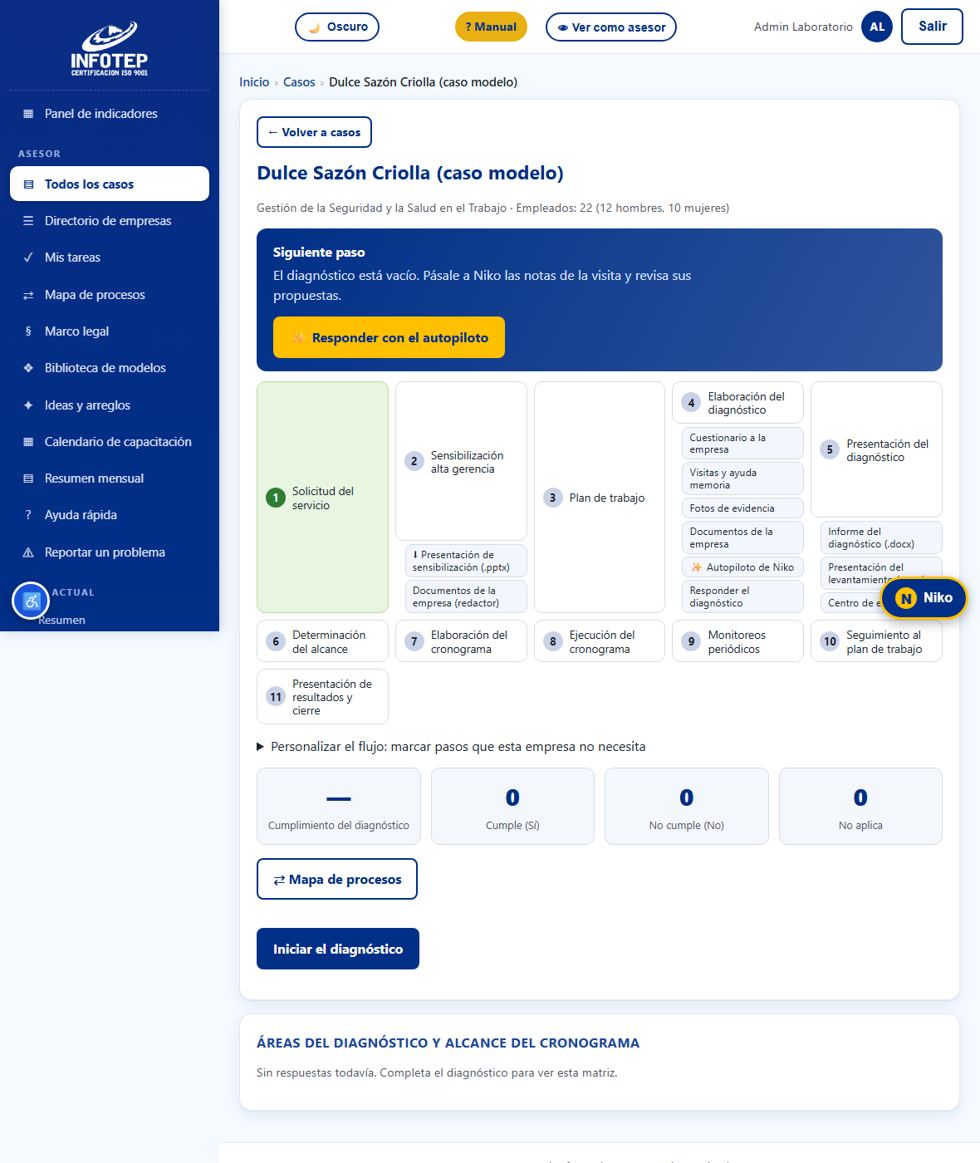 INFOTEP
CERTIFICACION ISO 9001
Panel de indicadores
ASESOR
Todos los casos
Directorio de empresas
Mis tareas
Mapa de procesos
§ Marco legal
Biblioteca de modelos
Ideas y arreglos
Calendario de capacitación
Resumen mensual
? Ayuda rápida
Reportar un problema
ACTUAL
Resumen
Oscuro
? Manual
Ver como asesor
Admin Laboratorio
AL
Salir
Inicio › Casos › Dulce Sazón Criolla (caso modelo)
← Volver a casos
Dulce Sazón Criolla (caso modelo)
Gestión de la Seguridad y la Salud en el Trabajo · Empleados: 22 (12 hombres, 10 mujeres)
Siguiente paso
El diagnóstico está vacío. Pásale a Niko las notas de la visita y revisa sus
propuestas.
✨ Responder con el autopiloto
1 Solicitud del
servicio
2 Sensibilización
alta gerencia
⬇ Presentación de
sensibilización (.pptx)
Documentos de la
empresa (redactor)
3 Plan de trabajo
4 Elaboración del
diagnóstico
Cuestionario a la
empresa
Visitas y ayuda
memoria
Fotos de evidencia
Documentos de la
empresa
✨ Autopiloto de Niko
Responder el
diagnóstico
5 Presentación del
diagnóstico
Informe del
diagnóstico (.docx)
Presentación del
levantamiento
Centro de
N Niko
6 Determinación
del alcance
7 Elaboración del
cronograma
8 Ejecución del
cronograma
9 Monitoreos
periódicos
10 Seguimiento al
plan de trabajo
11 Presentación de
resultados y
cierre
▶ Personalizar el flujo: marcar pasos que esta empresa no necesita
—
Cumplimiento del diagnóstico
0
Cumple (Sí)
0
No cumple (No)
0
No aplica
⇄ Mapa de procesos
Iniciar el diagnóstico
ÁREAS DEL DIAGNÓSTICO Y ALCANCE DEL CRONOGRAMA
Sin respuestas todavía. Completa el diagnóstico para ver esta matriz.